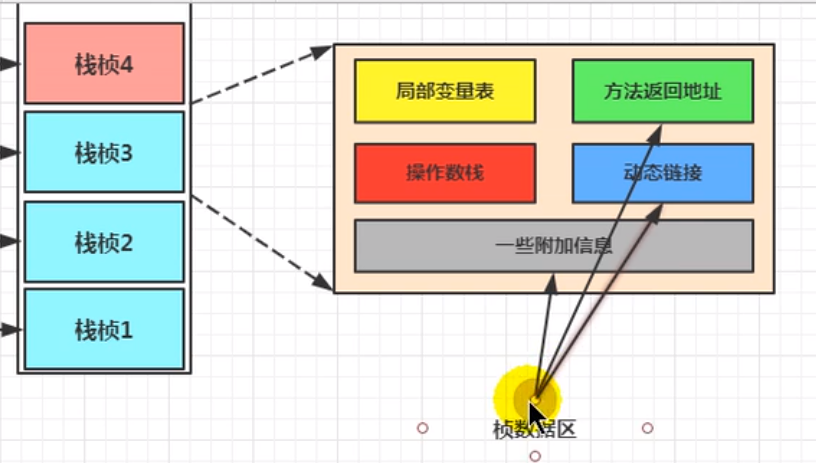 栈桢4
局部变量表
方法返回地址
栈桢3
操作数栈
动态链接
栈桢2
一些附加信息
栈桢1
桢数据区